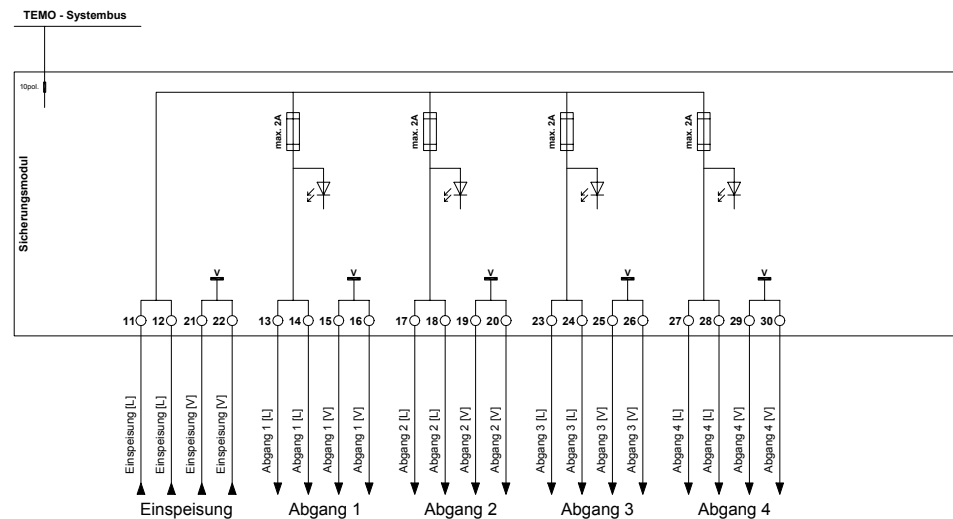 TEMO - Systembus
10pol.
Sicherungsmodul
max. 2A
max. 2A
max. 2A
max. 2A
V
V
V
V
V
11 12 21 22 13 14 15 16 17 18 19 20 23 24 25 26 27 28 29 30
Einspeisung [L]
Einspeisung [L]
Einspeisung [V]
Einspeisung [V]
Abgang 1 [L]
Abgang 1 [L]
Abgang 1 [V]
Abgang 1 [V]
Abgang 2 [L]
Abgang 2 [L]
Abgang 2 [V]
Abgang 2 [V]
Abgang 3 [L]
Abgang 3 [L]
Abgang 3 [V]
Abgang 3 [V]
Abgang 4 [L]
Abgang 4 [L]
Abgang 4 [V]
Abgang 4 [V]
Einspeisung Abgang 1 Abgang 2 Abgang 3 Abgang 4